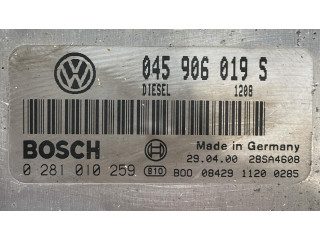 045 906 019 S
DIESEL 1208
BOSCH Made in Germany
29.04.00 28SA4608
0 281 010 259 810 B00 08429 1120 0285